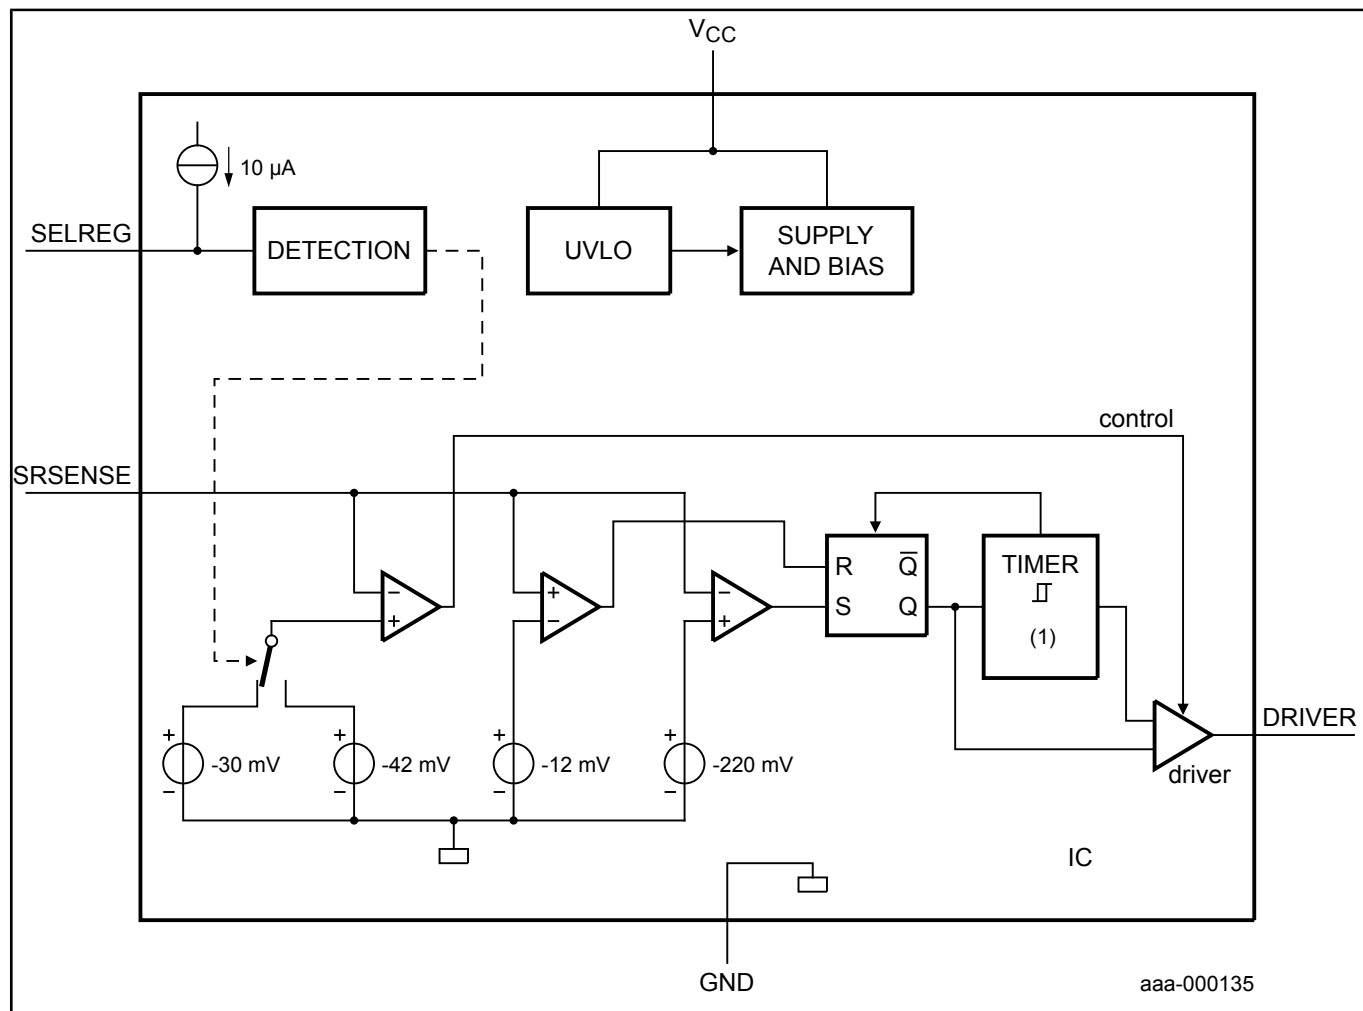 VCC
10 µA
SELREG
DETECTION
UVLO
SUPPLY
AND BIAS
control
SRSENSE
R
Q̅
S
Q
TIMER
(1)
−
+
+
−
−
+
+
-30 mV
−
+
-42 mV
−
+
-12 mV
−
+
-220 mV
−
DRIVER
driver
IC
GND
aaa-000135